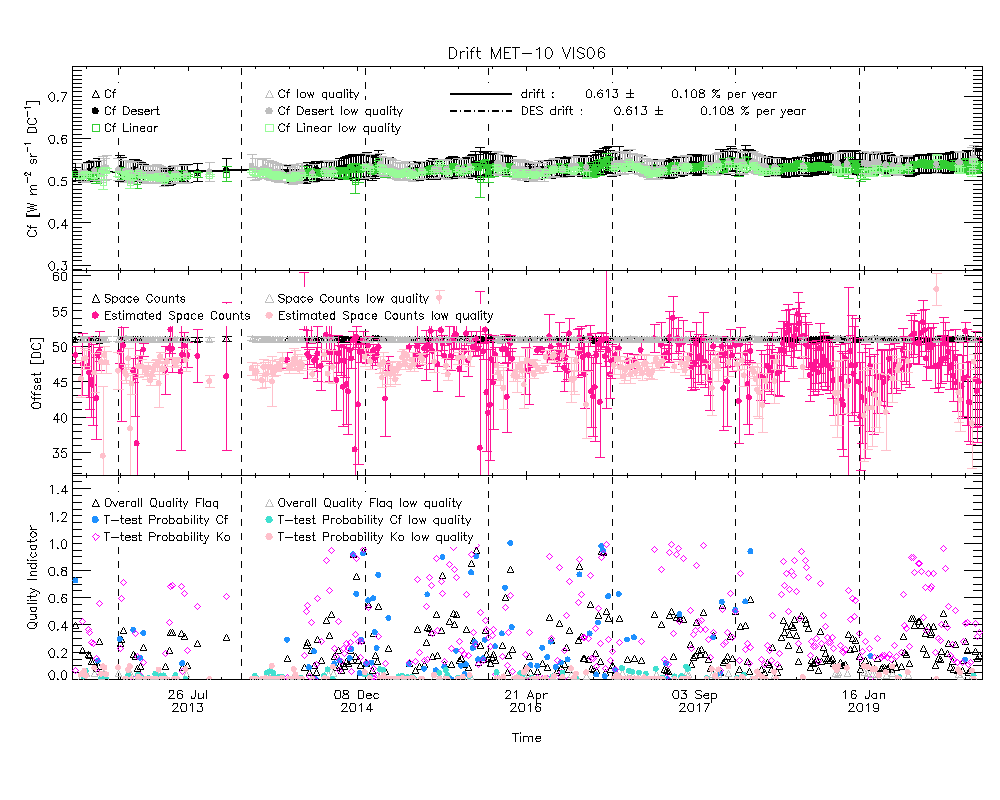 Drift MET-10 VIS06
Cf [W m-2 sr-1 DC-1]
0.7
0.6
0.5
0.4
0.3
Cf
Cf Desert
Cf Linear
Cf low quality
Cf Desert low quality
Cf Linear low quality
drift : 0.613 ± 0.108 % per year
DES drift : 0.613 ± 0.108 % per year
Offset [DC]
60
55
50
45
40
36
Space Counts
Estimated Space Counts
Space Counts low quality
Estimated Space Counts low quality
Quality Indicator
1.4
1.2
1.0
0.8
0.6
0.4
0.2
0.0
Overall Quality Flag
T-test Probability Cf
T-test Probability Ko
Overall Quality Flag low quality
T-test Probability Cf low quality
T-test Probability Ko low quality
26 Jul 2013
08 Dec 2014
21 Apr 2016
03 Sep 2017
16 Jan 2019
Time